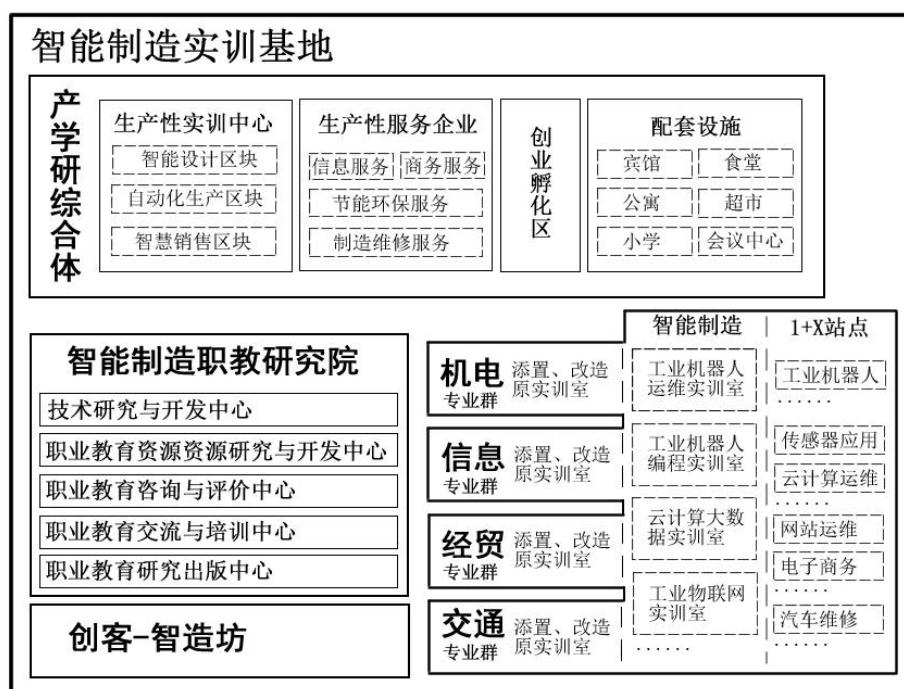 智能制造实训基地
产学研综合体
生产性实训中心
智能设计区块
自动化生产区块
智慧销售区块
生产性服务企业
信息服务 商务服务
节能环保服务
制造维修服务
创业孵化区
配套设施
宾馆 食堂
公寓 超市
小学 会议中心
智能制造职教研究院
技术研究与开发中心
职业教育资源资源研究与开发中心
职业教育咨询与评价中心
职业教育交流与培训中心
职业教育研究出版中心
创客-智造坊
机电
专业群
添置、改造
原实训室
信息
专业群
添置、改造
原实训室
经贸
专业群
添置、改造
原实训室
交通
专业群
添置、改造
原实训室
智能制造
工业机器人
运维实训室
工业机器人
编程实训室
云计算大数
据实训室
工业物联网
实训室
······
1+X站点
工业机器人
······
传感器应用
云计算运维
······
网站运维
电子商务
······
汽车维修
······